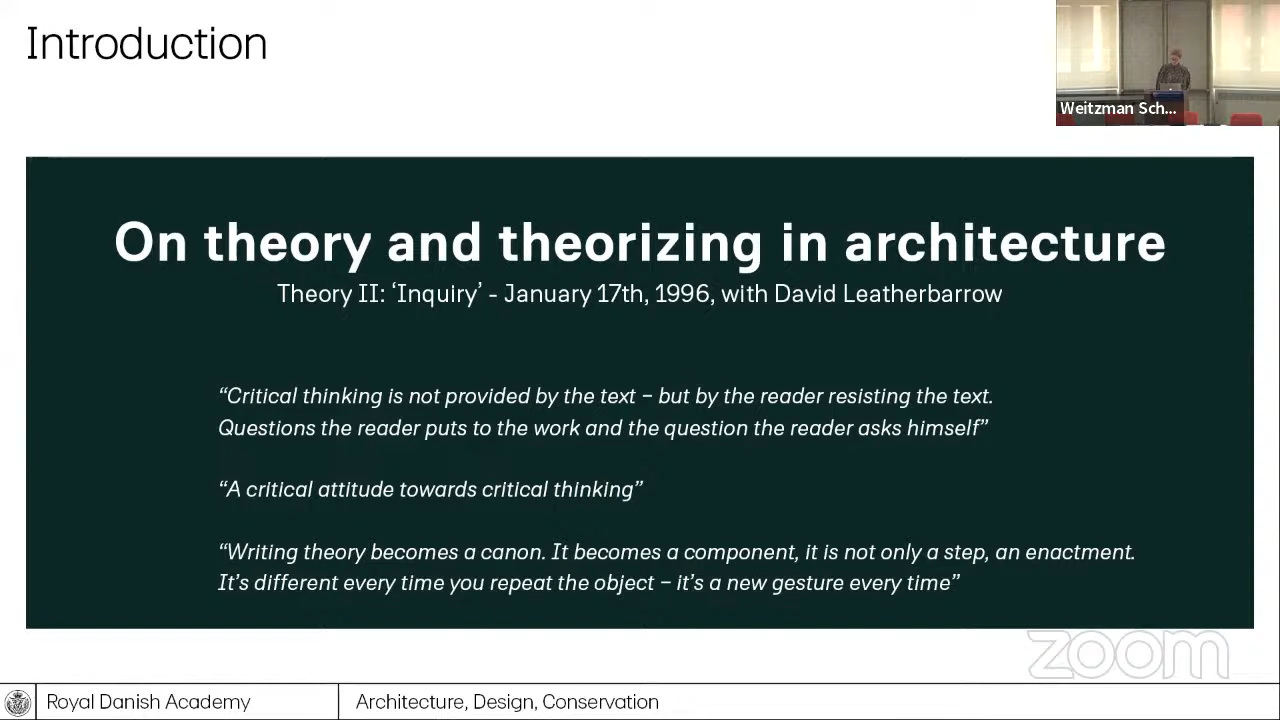 Introduction
Weitzman Sch...
On theory and theorizing in architecture
Theory II: ‘Inquiry’ - January 17th, 1996, with David Leatherbarrow
“Critical thinking is not provided by the text – but by the reader resisting the text.
Questions the reader puts to the work and the question the reader asks himself”
“A critical attitude towards critical thinking”
“Writing theory becomes a canon. It becomes a component, it is not only a step, an enactment.
It’s different every time you repeat the object – it’s a new gesture every time”
zoom
Royal Danish Academy
Architecture, Design, Conservation